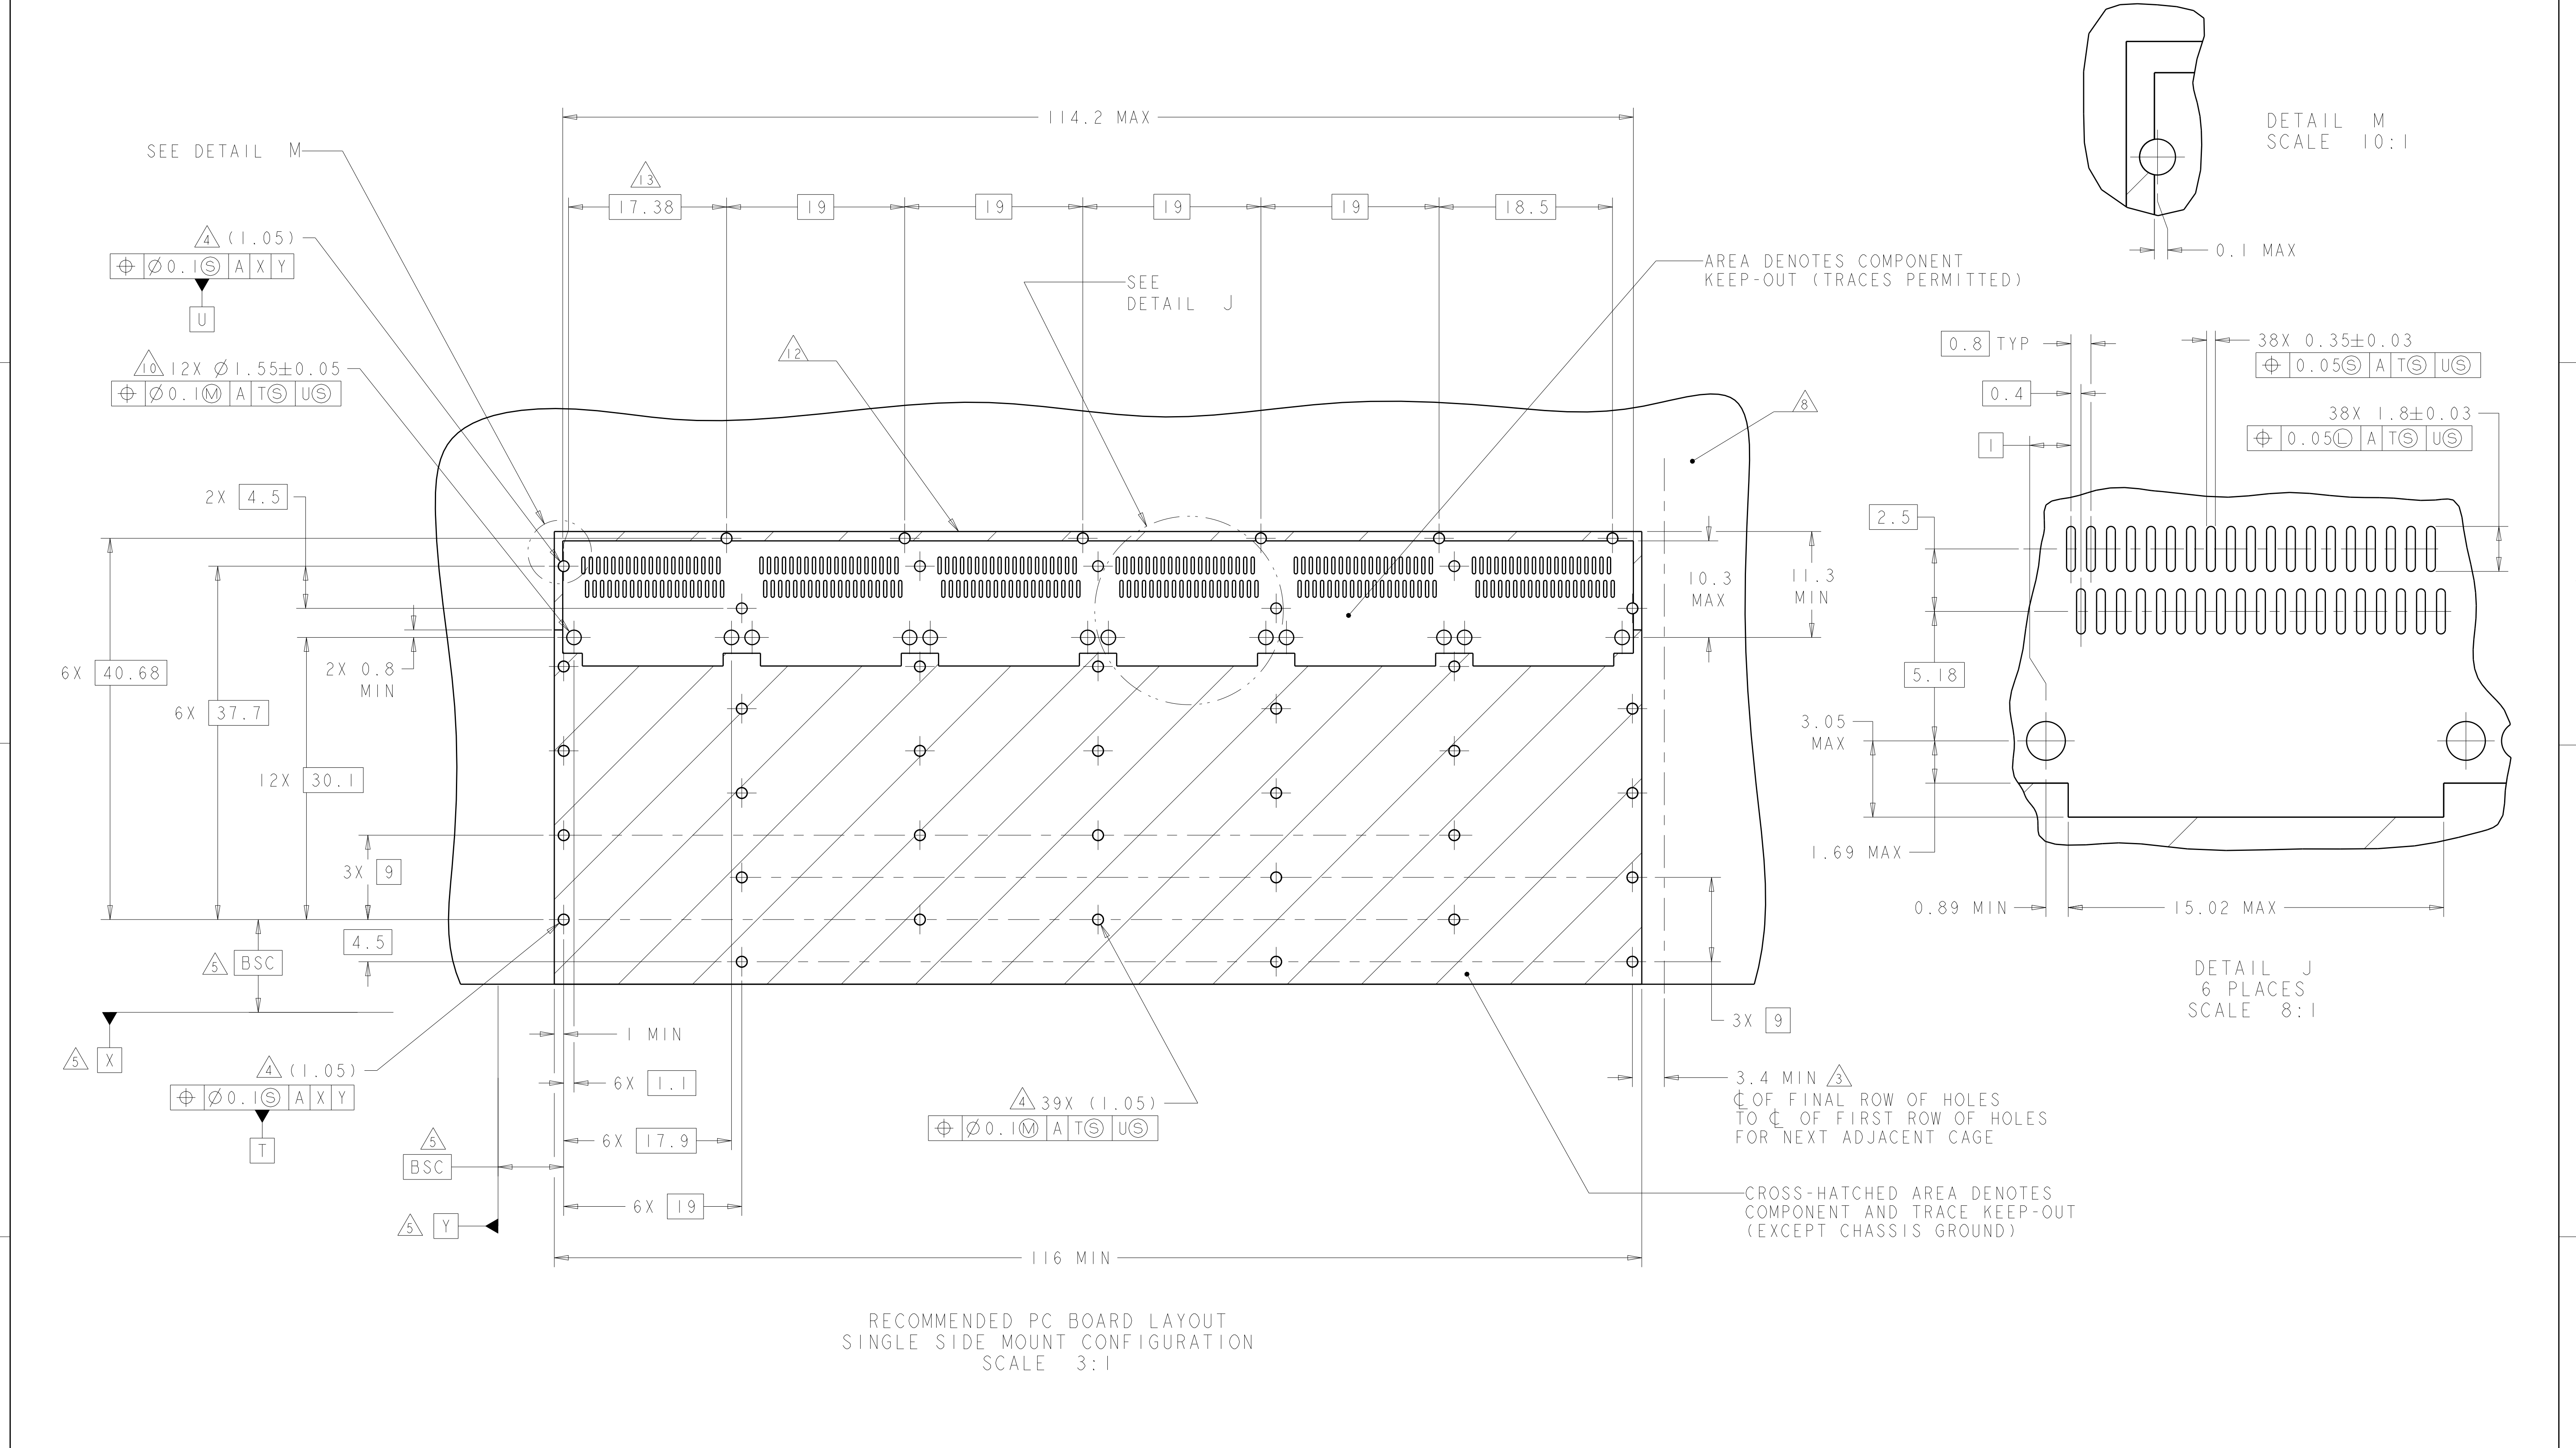 114.2 MAX
SEE DETAIL M
13
17.38
19
19
19
19
18.5
4 (1.05)
⌖ Ø0.1Ⓢ A X Y
U
10 12X Ø1.55±0.05
⌖ Ø0.1Ⓜ A TⓈ UⓈ
SEE
DETAIL J
12
AREA DENOTES COMPONENT
KEEP-OUT (TRACES PERMITTED)
8
2X 4.5
10.3
MAX
11.3
MIN
6X 40.68
2X 0.8
MIN
6X 37.7
12X 30.1
3X 9
4.5
5 BSC
5 X
4 (1.05)
⌖ Ø0.1Ⓢ A X Y
T
1 MIN
6X 1.1
6X 17.9
5
BSC
6X 19
5 Y
4 39X (1.05)
⌖ Ø0.1Ⓜ A TⓈ UⓈ
3X 9
3.4 MIN 3
℄ OF FINAL ROW OF HOLES
TO ℄ OF FIRST ROW OF HOLES
FOR NEXT ADJACENT CAGE
CROSS-HATCHED AREA DENOTES
COMPONENT AND TRACE KEEP-OUT
(EXCEPT CHASSIS GROUND)
116 MIN
RECOMMENDED PC BOARD LAYOUT
SINGLE SIDE MOUNT CONFIGURATION
SCALE 3:1
DETAIL M
SCALE 10:1
0.1 MAX
0.8 TYP
38X 0.35±0.03
⌖ 0.05Ⓢ A TⓈ UⓈ
0.4
38X 1.8±0.03
⌖ 0.05Ⓛ A TⓈ UⓈ
1
2.5
5.18
3.05
MAX
1.69 MAX
0.89 MIN
15.02 MAX
DETAIL J
6 PLACES
SCALE 8:1